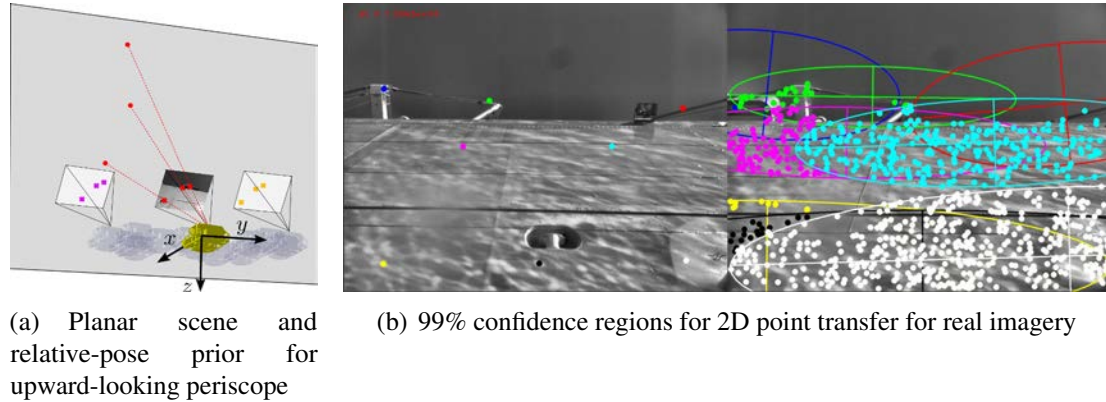 x
y
z
(a) Planar scene and
relative-pose prior for
upward-looking periscope
(b) 99% confidence regions for 2D point transfer for real imagery